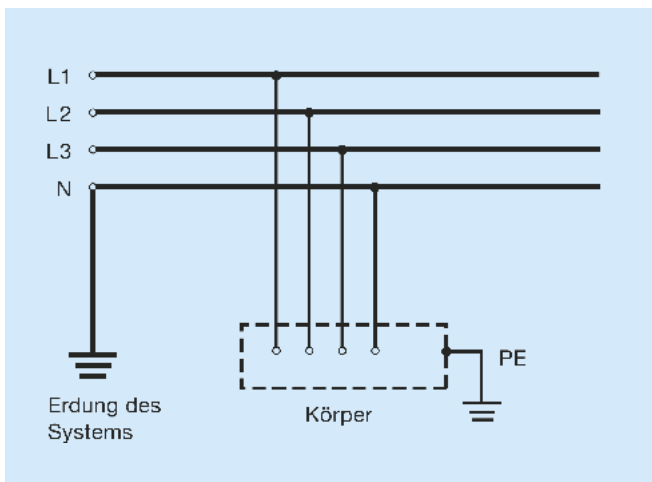 L1
L2
L3
N
PE
Erdung des
Systems
Körper